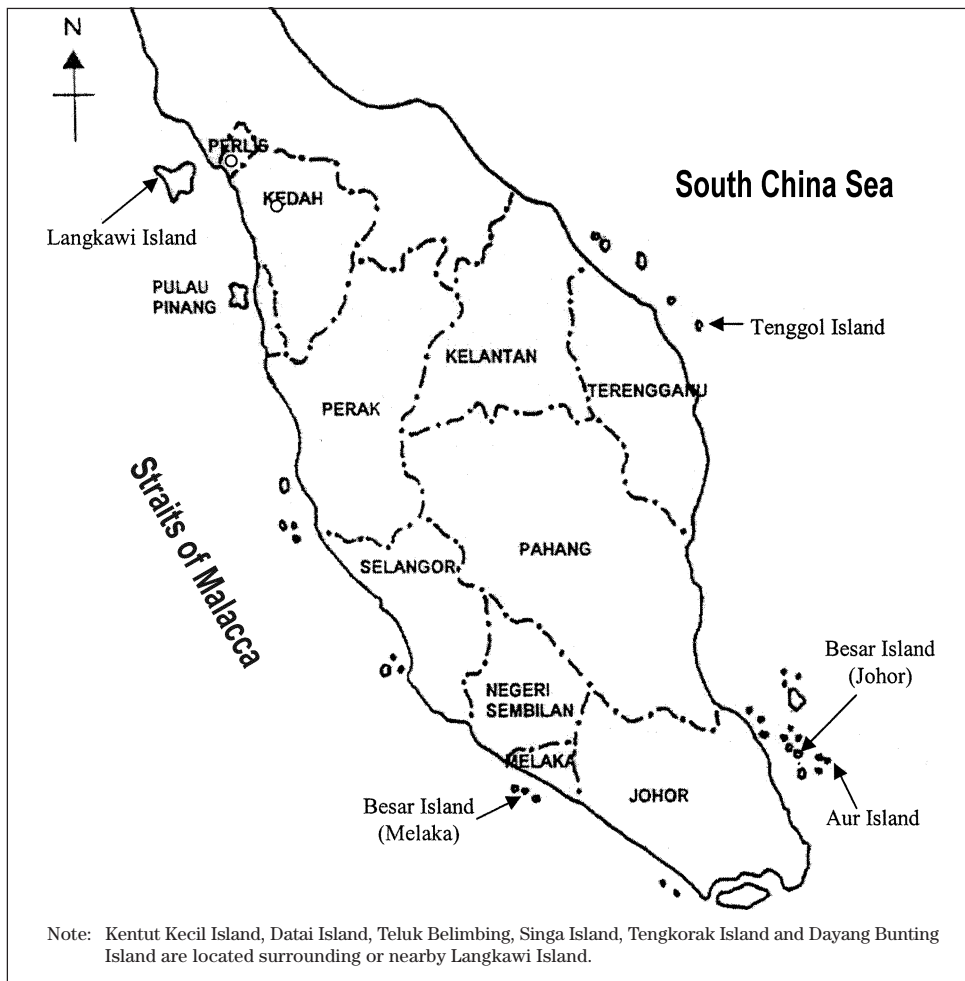 N
PERLIS
KEDAH
South China Sea
Langkawi Island
PULAU
PINANG
Tenggol Island
KELANTAN
TERENGGANU
PERAK
Straits of Malacca
PAHANG
SELANGOR
Besar Island
(Johor)
NEGERI
SEMBILAN
MELAKA
JOHOR
Besar Island
(Melaka)
Aur Island
Note: Kentut Kecil Island, Datai Island, Teluk Belimbing, Singa Island, Tengkorak Island and Dayang Bunting
Island are located surrounding or nearby Langkawi Island.